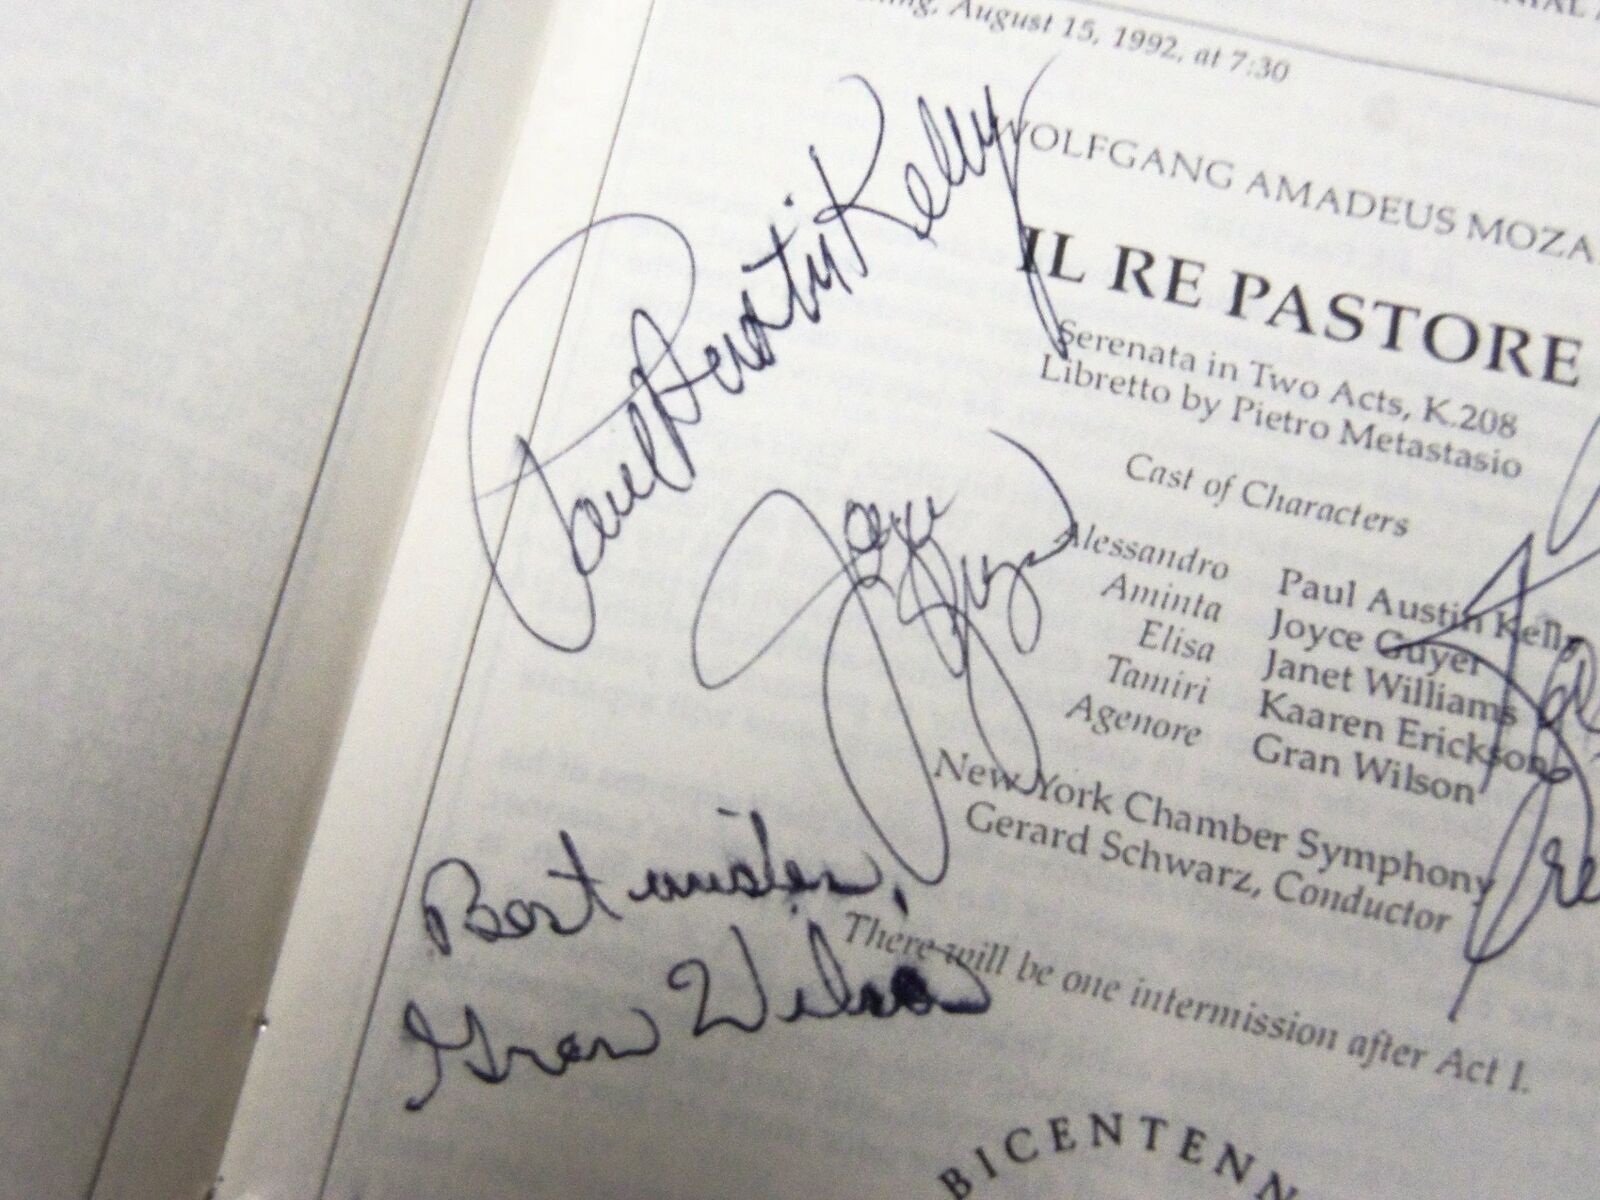 August 15, 1992, at 7:30
WOLFGANG AMADEUS MOZA
IL RE PASTORE
Serenata in Two Acts, K.208
Libretto by Pietro Metastasio
Cast of Characters
Alessandro Paul Austin Kelly
Aminta Joyce Guyer
Elisa Janet Williams
Tamiri Kaaren Erickson
Agenore Gran Wilson
New York Chamber Symphony
Gerard Schwarz, Conductor
There will be one intermission after Act I.
BICENTENN
Paul Austin Kelly
Joyce Guyer
Best wishes,
Gran Wilson